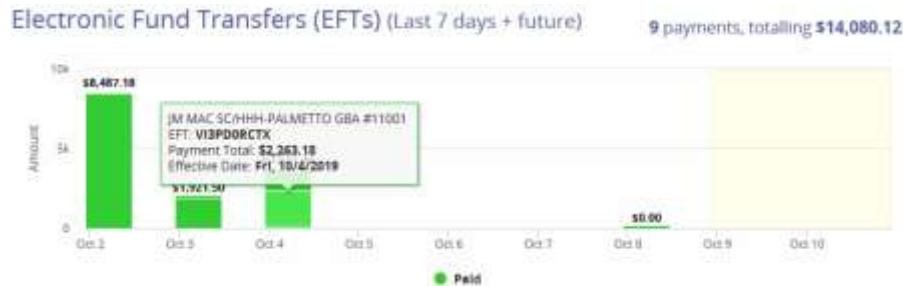 Electronic Fund Transfers (EFTs) (Last 7 days + future)
9 payments, totalling $14,080.12
10k
$8,487.18
JM MAC SC/HHH-PALMETTO GBA #11001
EFT: VI3PD0RCTX
Payment Total: $2,263.18
Effective Date: Fri, 10/4/2019
Amount
5k
$1,921.50
$0.00
0
Oct 2
Oct 3
Oct 4
Oct 5
Oct 6
Oct 7
Oct 8
Oct 9
Oct 10
Paid